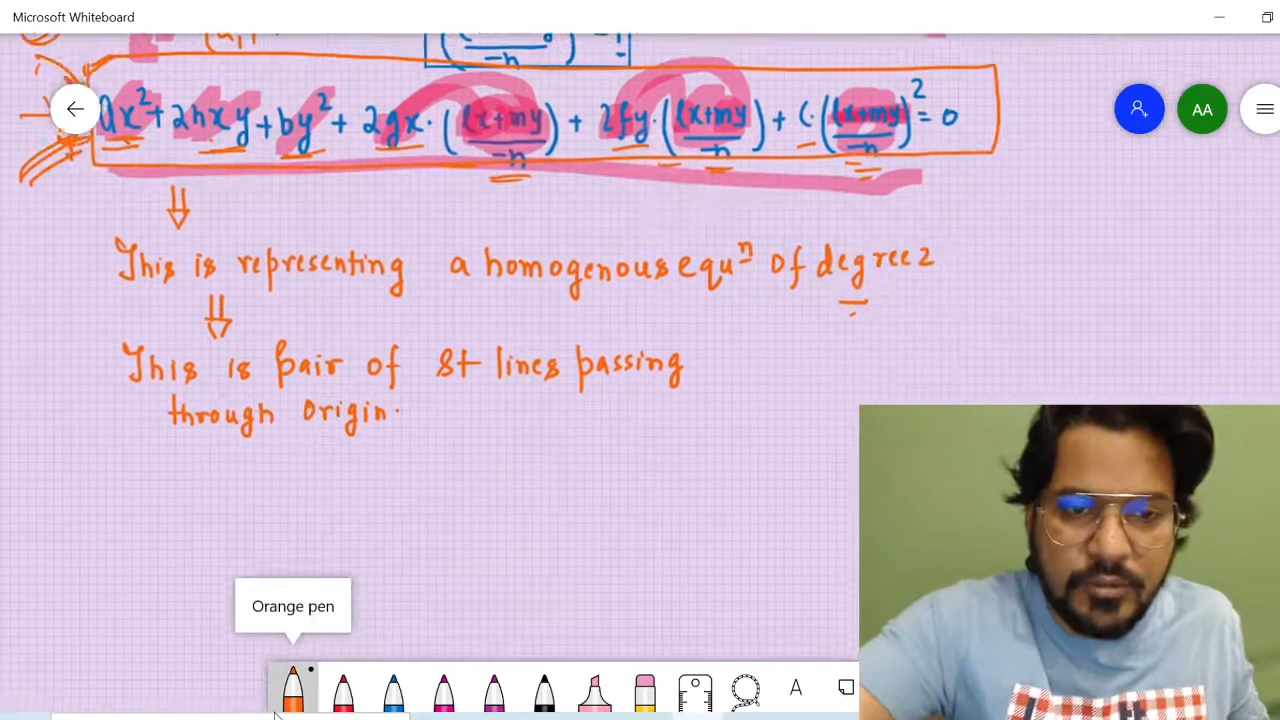 Microsoft Whiteboard
ax² + 2hxy + by² + 2gx·(lx+my/-n) + 2fy·(lx+my/-n) + c·(lx+my/-n)² = 0
AA
This is representing a homogenous equⁿ of degree 2
This is pair of st lines passing
through origin.
Orange pen
A